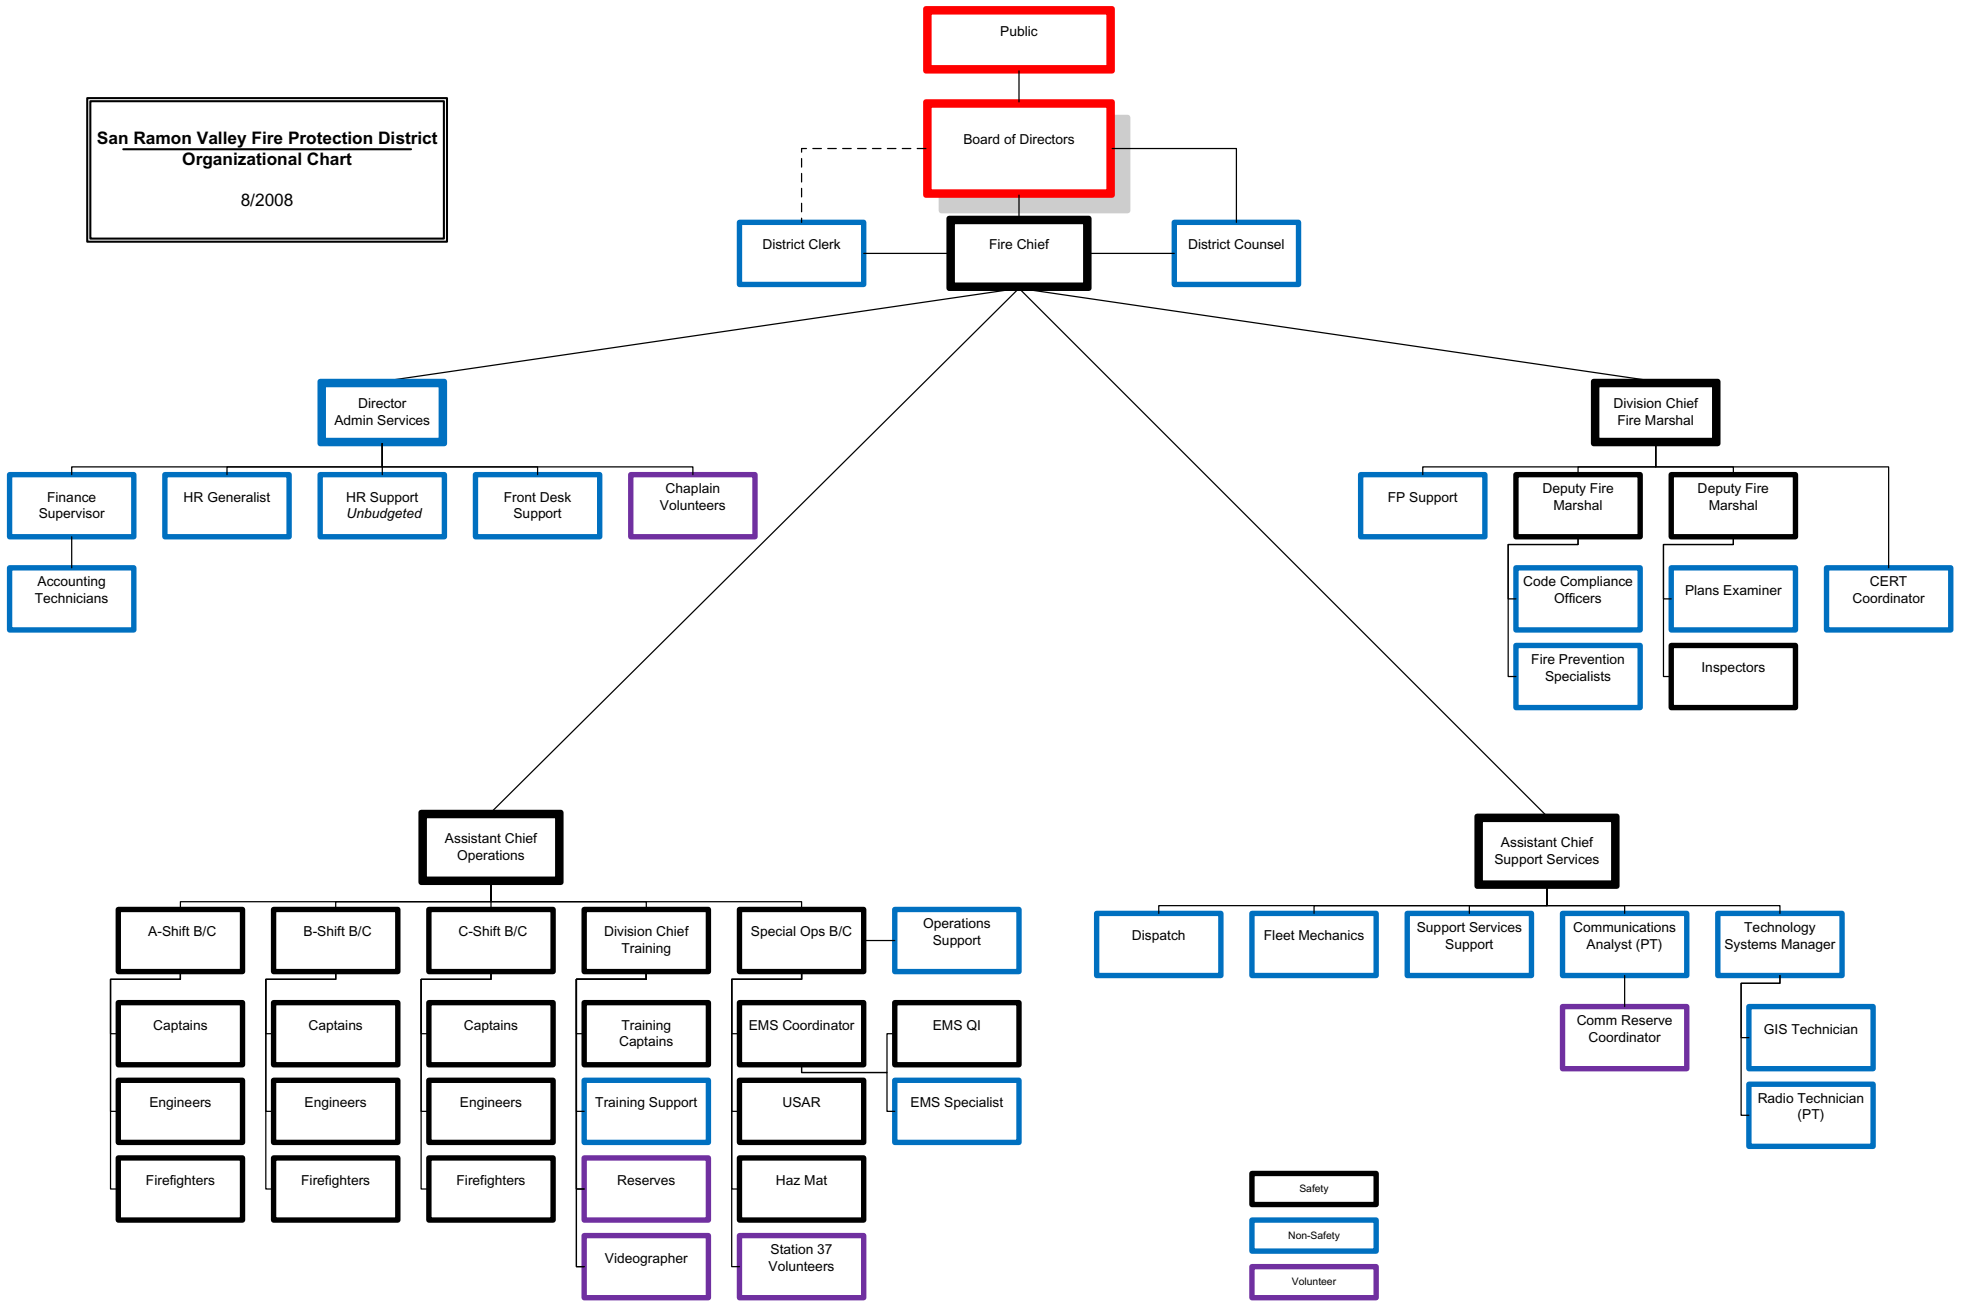 Public
San Ramon Valley Fire Protection District
Organizational Chart
8/2008
Board of Directors
District Clerk
Fire Chief
District Counsel
Director
Admin Services
Division Chief
Fire Marshal
Finance
Supervisor
HR Generalist
HR Support
Unbudgeted
Front Desk
Support
Chaplain
Volunteers
FP Support
Deputy Fire
Marshal
Deputy Fire
Marshal
Accounting
Technicians
Code Compliance
Officers
Plans Examiner
CERT
Coordinator
Fire Prevention
Specialists
Inspectors
Assistant Chief
Operations
Assistant Chief
Support Services
A-Shift B/C
B-Shift B/C
C-Shift B/C
Division Chief
Training
Special Ops B/C
Operations
Support
Dispatch
Fleet Mechanics
Support Services
Support
Communications
Analyst (PT)
Technology
Systems Manager
Captains
Captains
Captains
Training
Captains
EMS Coordinator
EMS QI
Comm Reserve
Coordinator
GIS Technician
Engineers
Engineers
Engineers
Training Support
USAR
EMS Specialist
Radio Technician
(PT)
Firefighters
Firefighters
Firefighters
Reserves
Haz Mat
Safety
Videographer
Station 37
Volunteers
Non-Safety
Volunteer